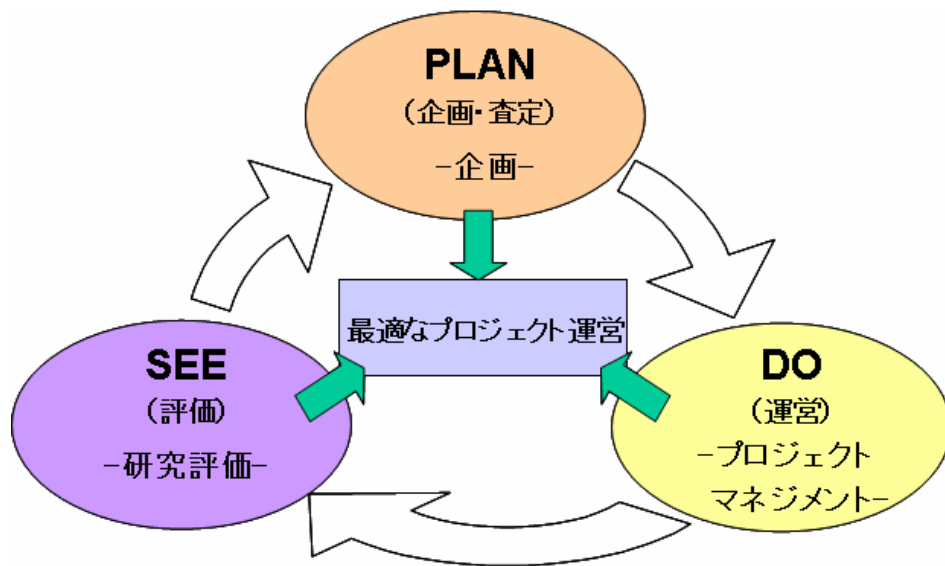 PLAN
（企画・査定）
−企画−
最適なプロジェクト運営
SEE
（評価）
−研究評価−
DO
（運営）
−プロジェクト
マネジメント−